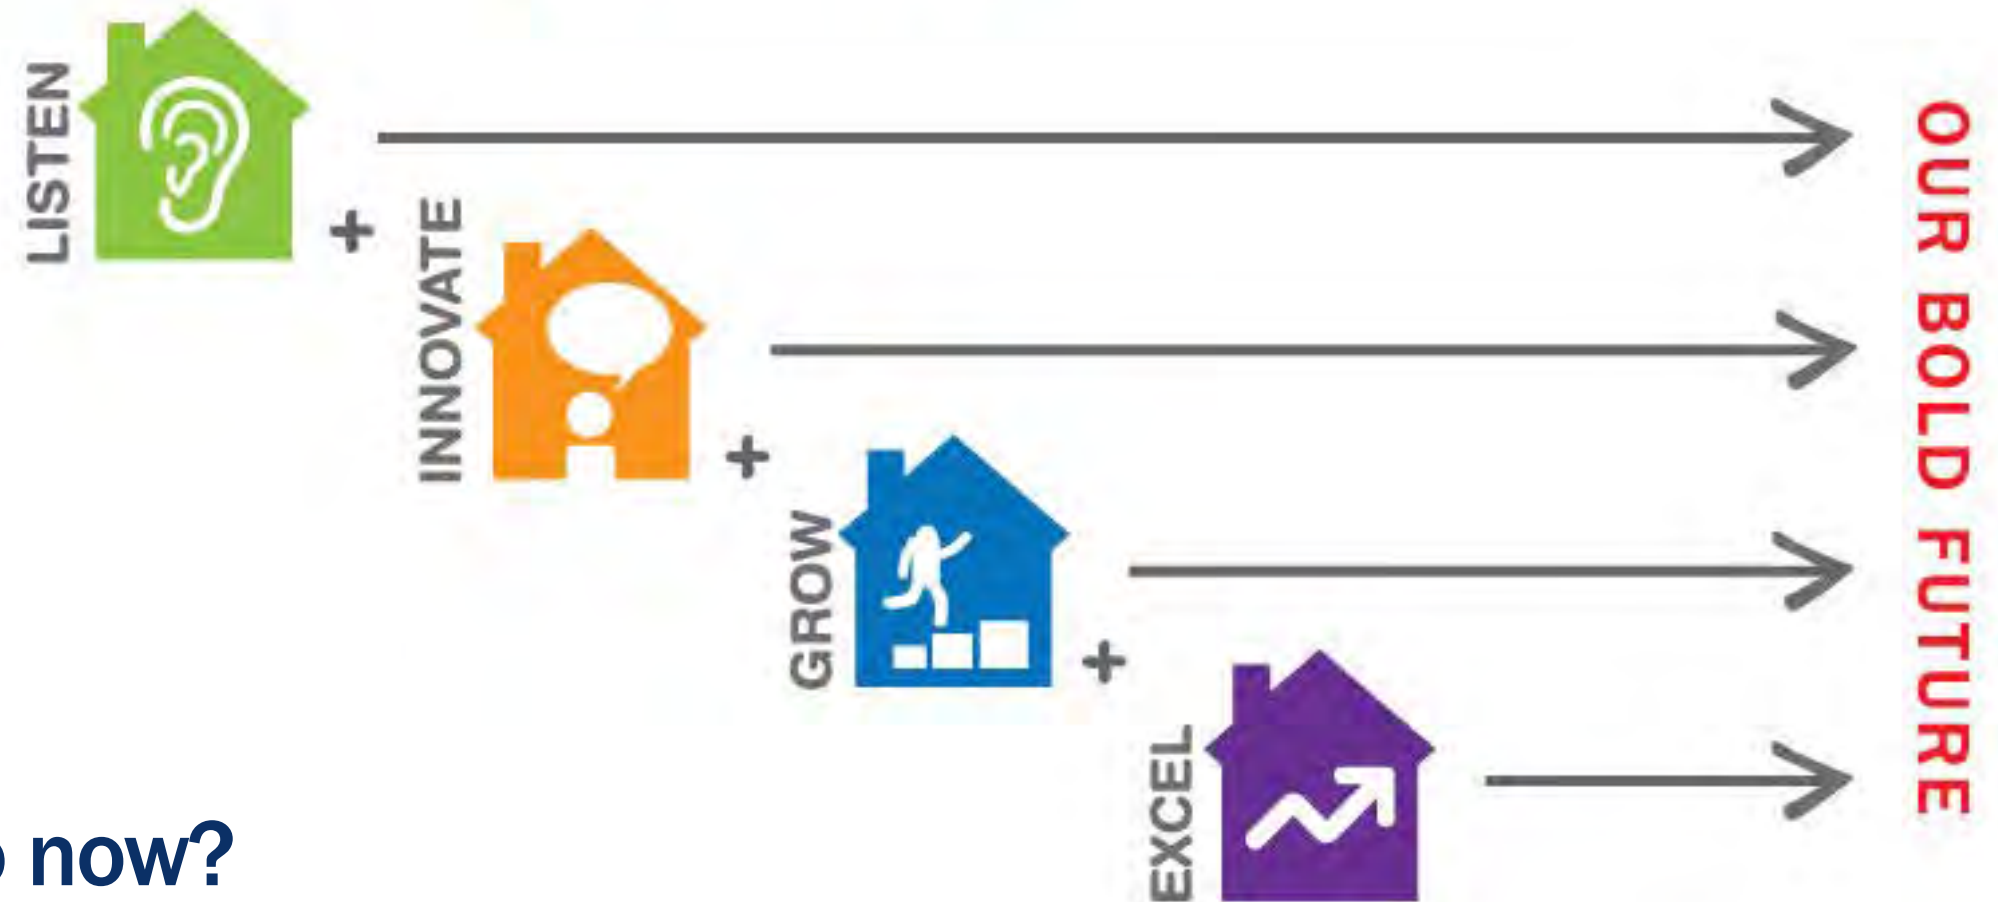 LISTEN
+
INNOVATE
+
GROW
+
EXCEL
OUR BOLD FUTURE
now?